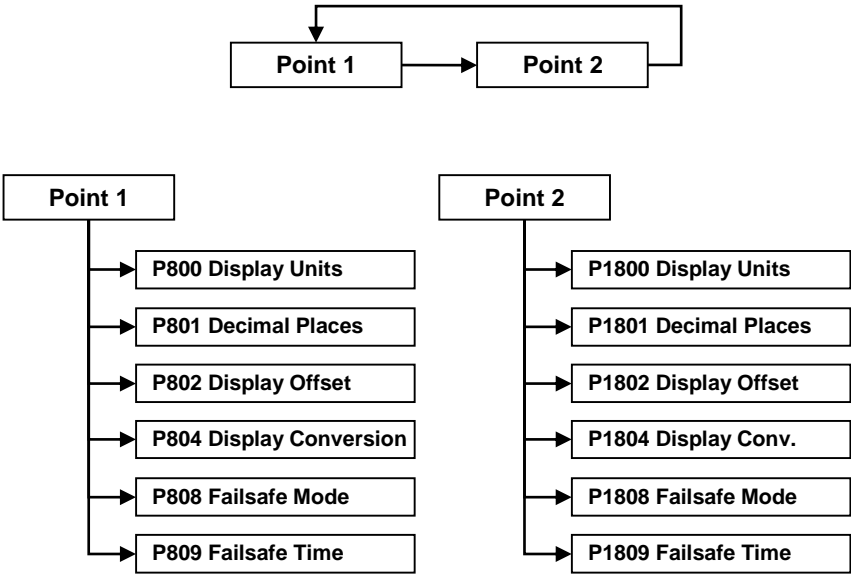 Point 1
Point 2
Point 1
P800 Display Units
P801 Decimal Places
P802 Display Offset
P804 Display Conversion
P808 Failsafe Mode
P809 Failsafe Time
Point 2
P1800 Display Units
P1801 Decimal Places
P1802 Display Offset
P1804 Display Conv.
P1808 Failsafe Mode
P1809 Failsafe Time